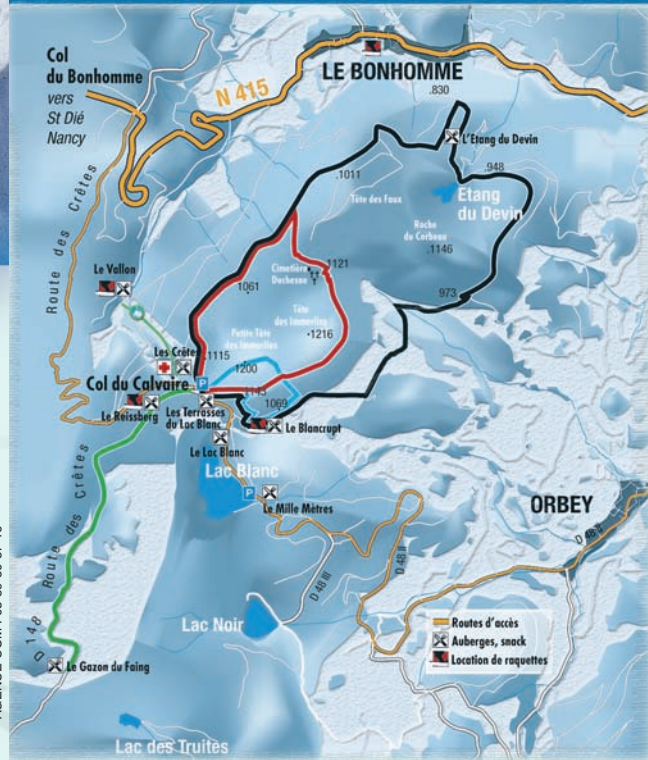 Col
du Bonhomme
vers
St Dié
Nancy
N 415
LE BONHOMME
.830
L'Etang du Devin
.948
.1011
Tête des Faux
Etang
du Devin
Roche
du Corbeau
.1146
973
Route des Crêtes
Cimetière
Duchesne
1121
Le Vallon
1061
Tête
des Immerlins
.1216
Petite Tête
des Immerlins
Les Crêtes
.1115
1200
Col du Calvaire
P
1143
1069
Le Reissberg
Les Terrasses
du Lac Blanc
Le Blancrupt
Le Lac Blanc
Lac Blanc
P
Le Mille Mètres
ORBEY
D 48 II
D 48 II
D 48 III
D 148 Route des Crêtes
Lac Noir
Routes d'accès
Auberges, snack
Location de raquettes
Le Gazon du Faing
Lac des Truites